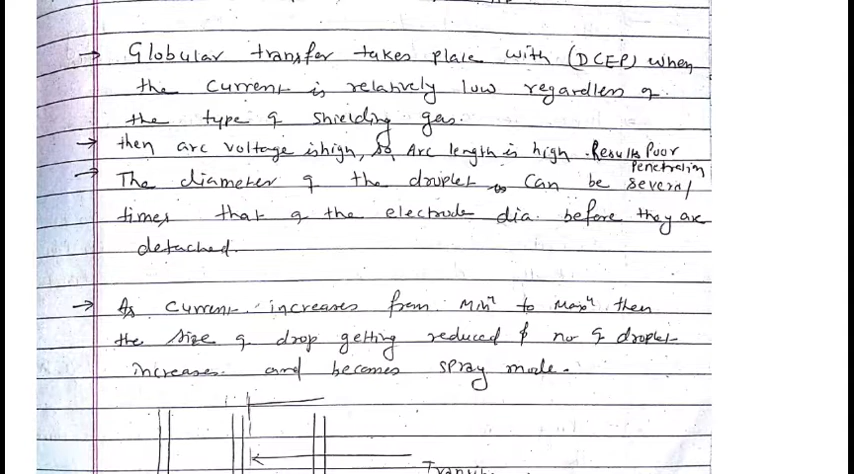 → Globular transfer takes place with (DCEP) when
the current is relatively low regardless of
the type of shielding gas.
→ then arc voltage is high, so Arc length is high. Results Poor
Penetration
→ The diameter of the droplet can be several
times that of the electrode dia. before they are
detached.
→ As current increases from Minm to Maxm then
the size of drop getting reduced & no of droplet
increases and becomes spray mode.